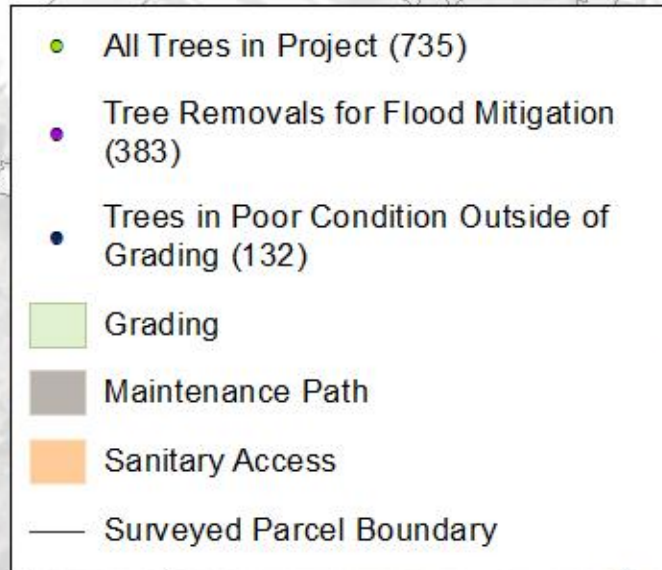 All Trees in Project (735)
Tree Removals for Flood Mitigation
(383)
Trees in Poor Condition Outside of
Grading (132)
Grading
Maintenance Path
Sanitary Access
Surveyed Parcel Boundary